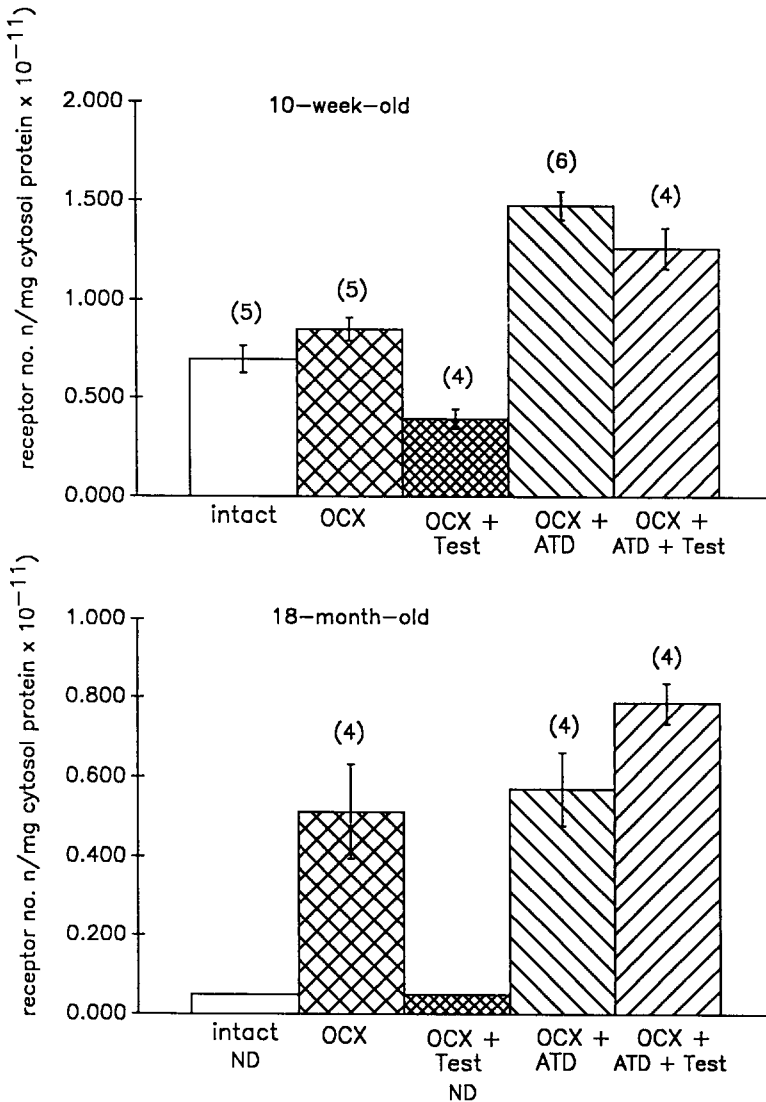 receptor no. n/mg cytosol protein x 10⁻¹¹)
10-week-old
2.000
1.500
1.000
0.500
0.000
(5)
(5)
(4)
(6)
(4)
intact
OCX
OCX +
Test
OCX +
ATD
OCX +
ATD + Test
receptor no. n/mg cytosol protein x 10⁻¹¹)
18-month-old
1.000
0.800
0.600
0.400
0.200
0.000
(4)
(4)
(4)
intact
ND
OCX
OCX +
Test
ND
OCX +
ATD
OCX +
ATD + Test